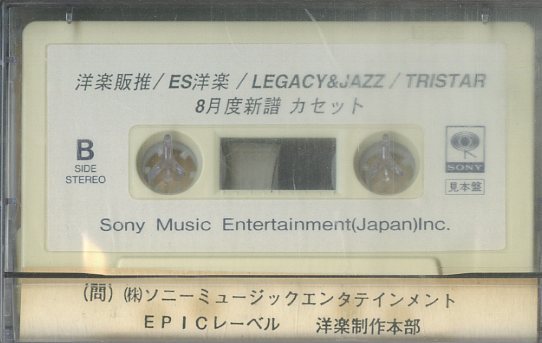 洋楽販推/ES洋楽/LEGACY&JAZZ/TRISTAR
8月度新譜 カセット
B
SIDE
STEREO
SONY
見本盤
Sony Music Entertainment(Japan)Inc.
(問) ㈱ソニーミュージックエンタテインメント
EPICレーベル 洋楽制作本部